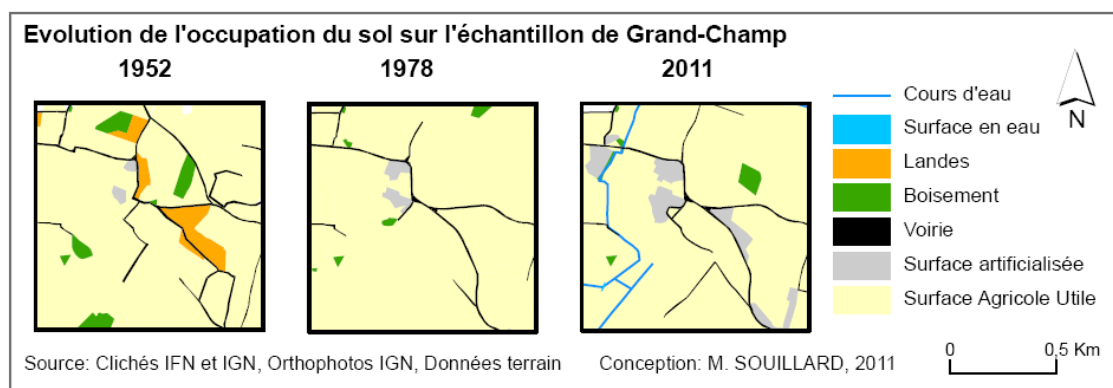 Evolution de l'occupation du sol sur l'échantillon de Grand-Champ
1952
1978
2011
N
Cours d'eau
Surface en eau
Landes
Boisement
Voirie
Surface artificialisée
Surface Agricole Utile
Source: Clichés IFN et IGN, Orthophotos IGN, Données terrain
Conception: M. SOUILLARD, 2011
0
0,5 Km